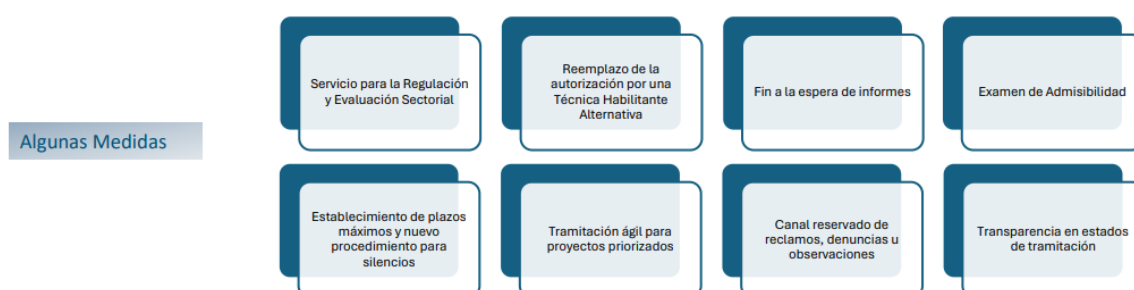 Algunas Medidas
Servicio para la Regulación
y Evaluación Sectorial
Reemplazo de la
autorización por una
Técnica Habilitante
Alternativa
Fin a la espera de informes
Examen de Admisibilidad
Establecimiento de plazos
máximos y nuevo
procedimiento para
silencios
Tramitación ágil para
proyectos priorizados
Canal reservado de
reclamos, denuncias u
observaciones
Transparencia en estados
de tramitación